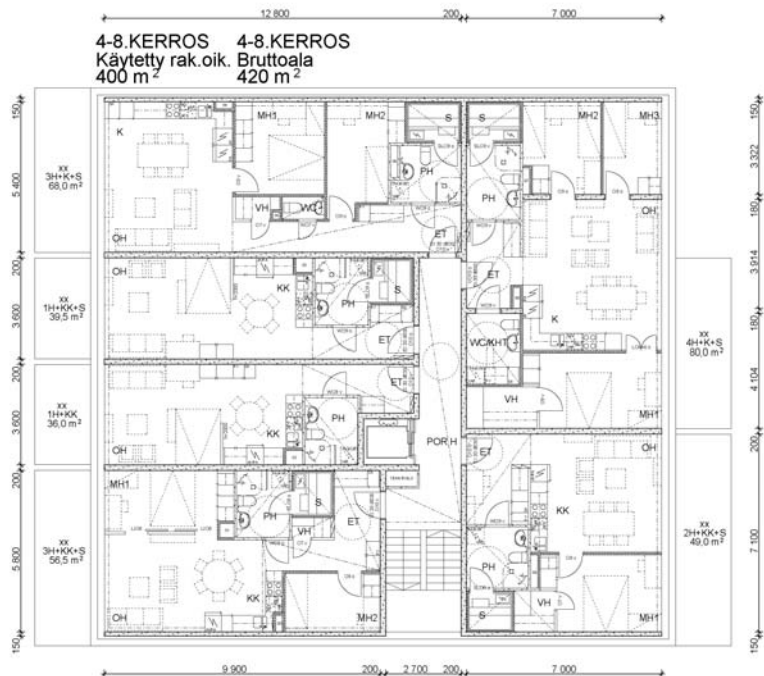 12 800 200 7 000
4-8.KERROS 4-8.KERROS
Käytetty rak.oik. Bruttoala
400 m² 420 m²
150 150
K MH1 MH2 S S MH2 MH3
xx
3H+K+S
68,0 m²
5 400
3 322
PH PH
VH WC
OH ET OH
180
200
OH KK ET
3 914
xx
1H+KK+S
39,5 m²
3 600
S
PH
K
180
ET WC/KHT
xx
4H+K+S
80,0 m²
200
ET
4 104
xx
1H+KK
36,0 m²
3 600
KK PH VH MH1
OH POR.H
200
200
ET OH
MH1
S
PH ET KK
VH
xx
3H+KK+S
56,5 m²
5 800
xx
2H+KK+S
49,0 m²
7 100
PH
KK VH
OH MH2 S MH1
150 150
9 900 200 2 700 200 7 000